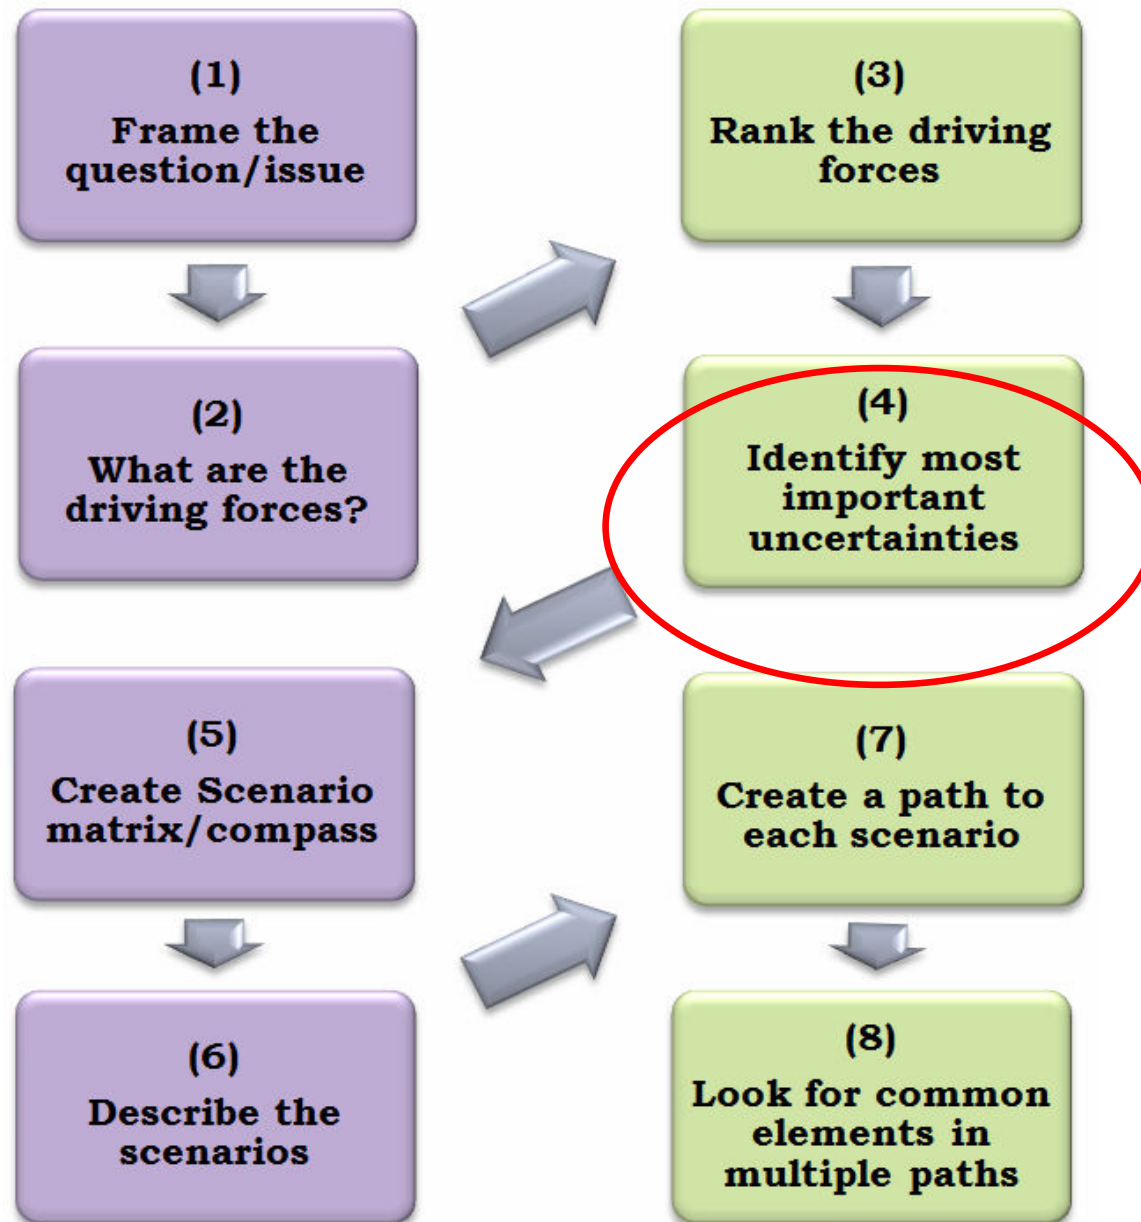 (1)
Frame the
question/issue
(2)
What are the
driving forces?
(3)
Rank the driving
forces
(4)
Identify most
important
uncertainties
(5)
Create Scenario
matrix/compass
(6)
Describe the
scenarios
(7)
Create a path to
each scenario
(8)
Look for common
elements in
multiple paths